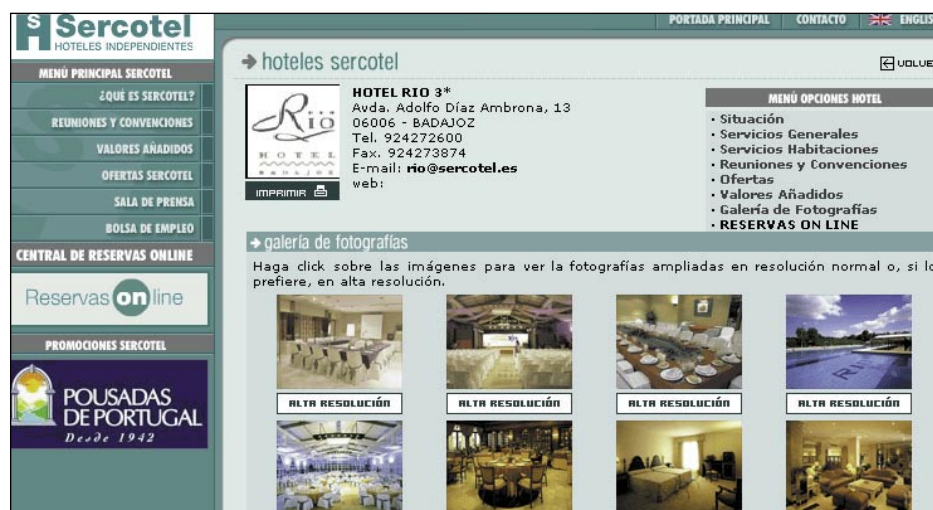 PORTADA PRINCIPAL CONTACTO ENGLIS
S
Sercotel
HOTELES INDEPENDIENTES
MENÚ PRINCIPAL SERCOTEL
¿QUÉ ES SERCOTEL?
REUNIONES Y CONVENCIONES
VALORES AÑADIDOS
OFERTAS SERCOTEL
SALA DE PRENSA
BOLSA DE EMPLEO
CENTRAL DE RESERVAS ONLINE
Reservas on line
PROMOCIONES SERCOTEL
POUSADAS
DE PORTUGAL
Desde 1942
hoteles sercotel
VOLVE
Rio
HOTEL
BADAJOZ
IMPRIMIR
HOTEL RIO 3*
Avda. Adolfo Díaz Ambrona, 13
06006 - BADAJOZ
Tel. 924272600
Fax. 924273874
E-mail: rio@sercotel.es
web:
MENÚ OPCIONES HOTEL
· Situación
· Servicios Generales
· Servicios Habitaciones
· Reuniones y Convenciones
· Ofertas
· Valores Añadidos
· Galería de Fotografías
· RESERVAS ON LINE
galería de fotografías
Haga click sobre las imágenes para ver la fotografías ampliadas en resolución normal o, si lo
prefiere, en alta resolución.
RIO
ALTA RESOLUCIÓN ALTA RESOLUCIÓN ALTA RESOLUCIÓN ALTA RESOLUCIÓN